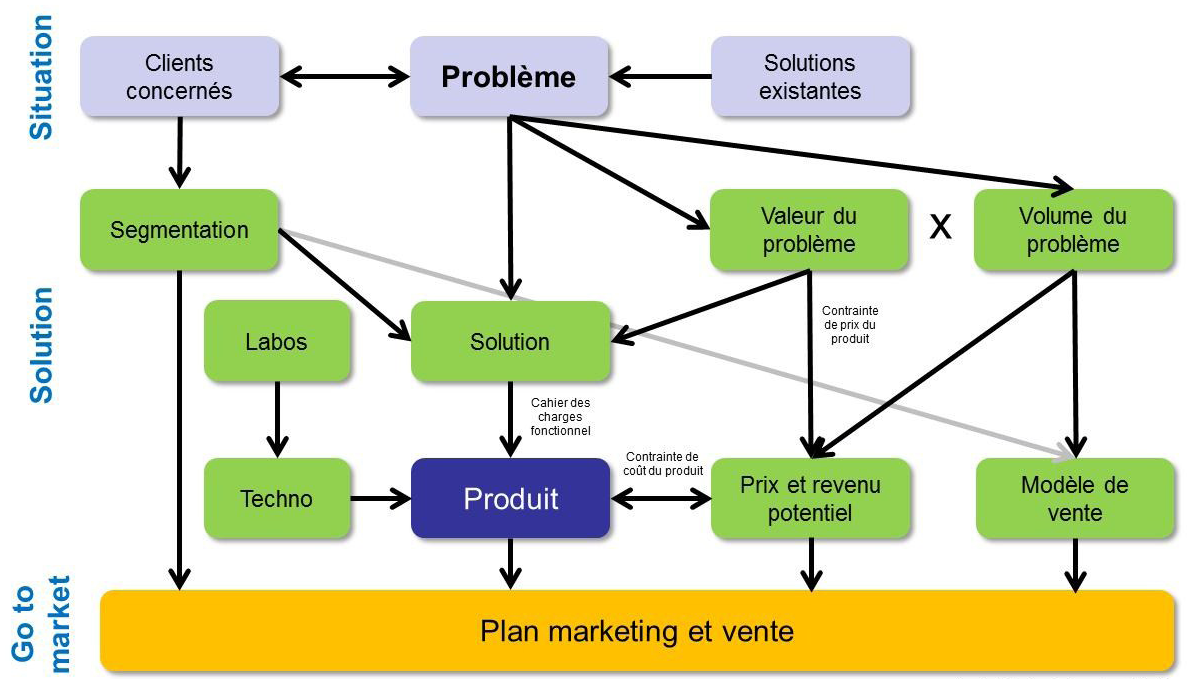 Situation
Clients
concernés
Problème
Solutions
existantes
Segmentation
Valeur du
problème
X
Volume du
problème
Solution
Labos
Solution
Contrainte
de prix du
produit
Cahier des
charges
fonctionnel
Techno
Produit
Contrainte de
coût du produit
Prix et revenu
potentiel
Modèle de
vente
Go to
market
Plan marketing et vente